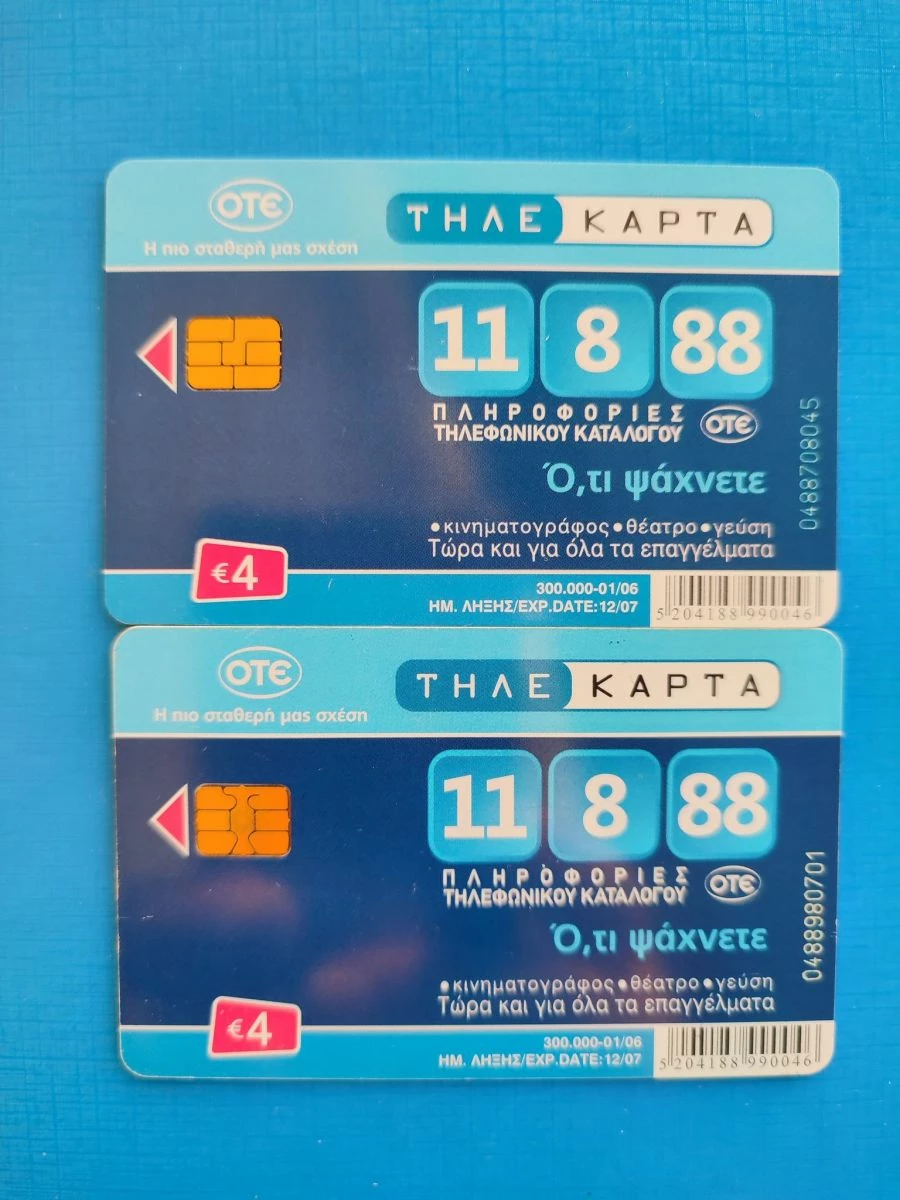 ΟΤΕ
Η πιο σταθερή μας σχέση
ΤΗΛΕ ΚΑΡΤΑ
11 8 88
ΠΛΗΡΟΦΟΡΙΕΣ
ΤΗΛΕΦΩΝΙΚΟΥ ΚΑΤΑΛΟΓΟΥ
ΟΤΕ
Ό,τι ψάχνετε
•κινηματογράφος•θέατρο•γεύση
Τώρα και για όλα τα επαγγέλματα
0488708045
€4
300.000-01/06
ΗΜ. ΛΗΞΗΣ/EXP.DATE:12/07
5 204188 990046
ΟΤΕ
Η πιο σταθερή μας σχέση
ΤΗΛΕ ΚΑΡΤΑ
11 8 88
ΠΛΗΡΟΦΟΡΙΕΣ
ΤΗΛΕΦΩΝΙΚΟΥ ΚΑΤΑΛΟΓΟΥ
ΟΤΕ
Ό,τι ψάχνετε
•κινηματογράφος•θέατρο•γεύση
Τώρα και για όλα τα επαγγέλματα
0488980701
€4
300.000-01/06
ΗΜ. ΛΗΞΗΣ/EXP.DATE:12/07
5 204188 990046